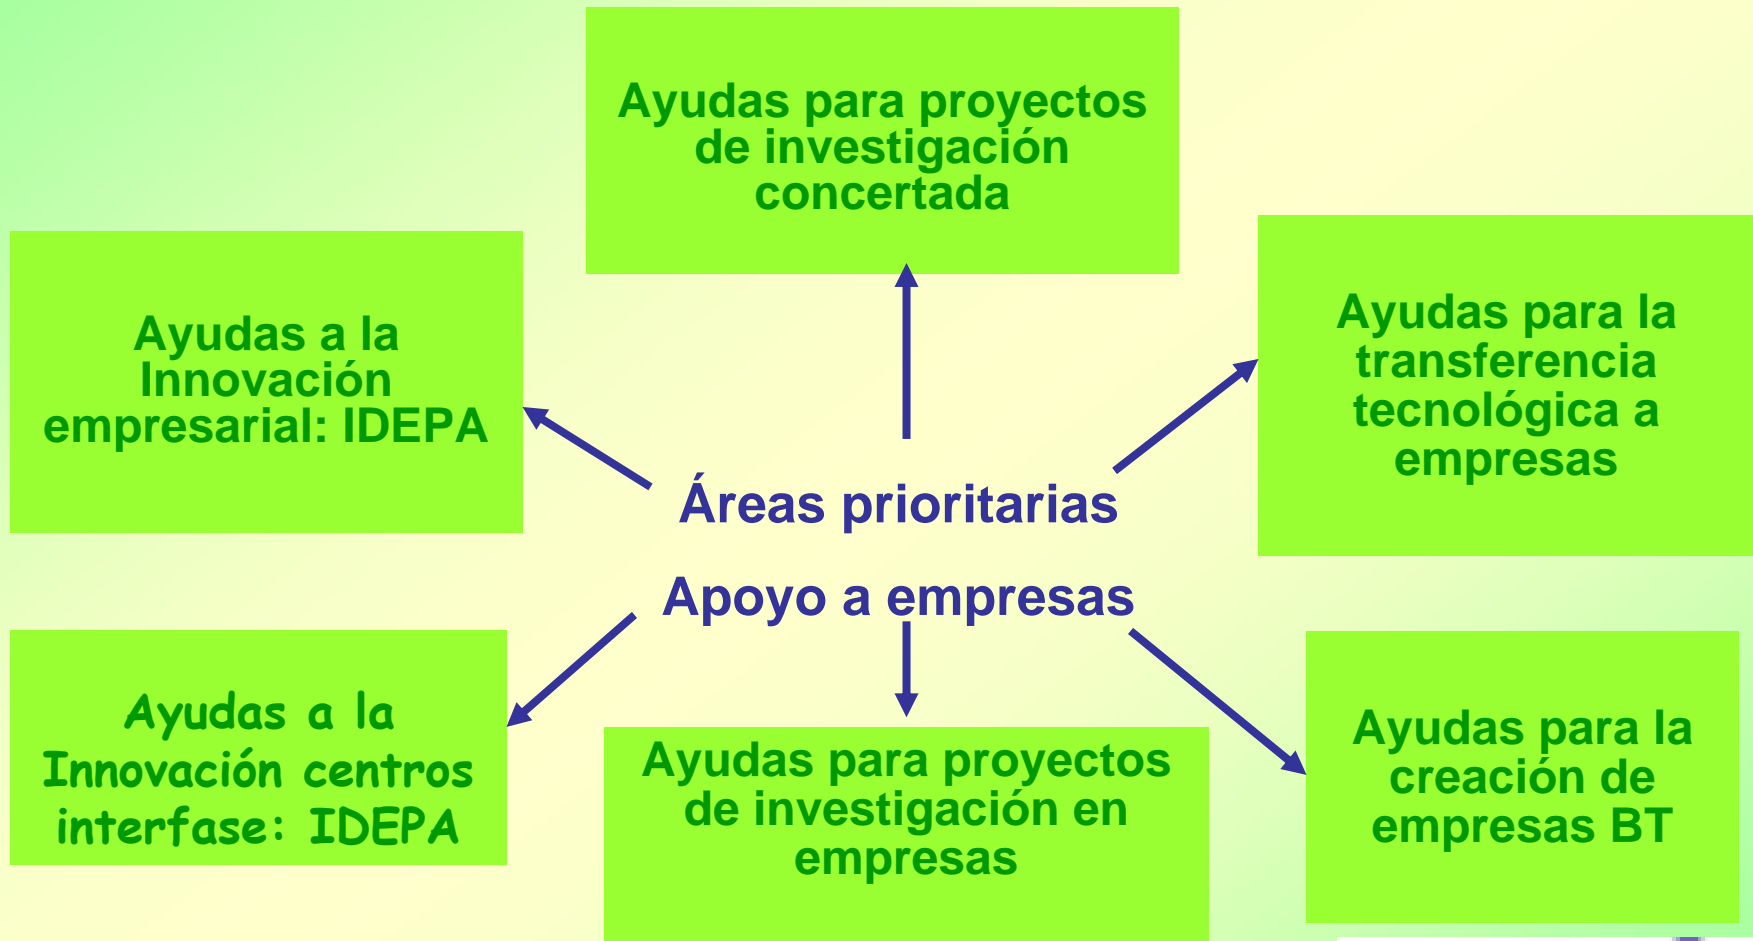 Ayudas para proyectos
de investigación
concertada
Ayudas a la
Innovación
empresarial: IDEPA
Ayudas para la
transferencia
tecnológica a
empresas
Áreas prioritarias
Apoyo a empresas
Ayudas a la
Innovación centros
interfase: IDEPA
Ayudas para proyectos
de investigación en
empresas
Ayudas para la
creación de
empresas BT